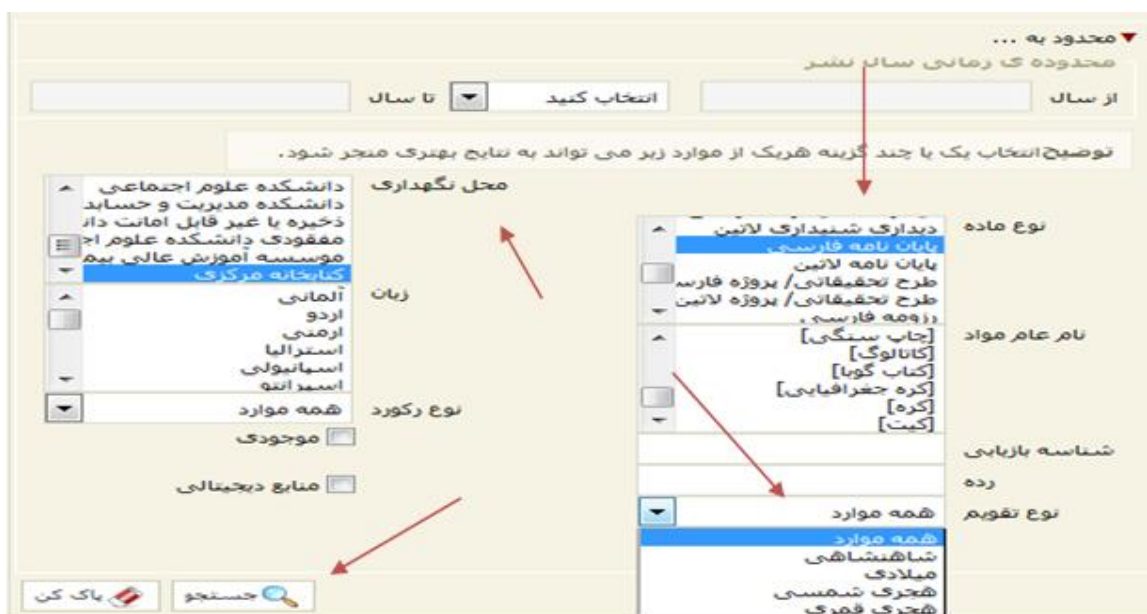 محدود به ...
محدوده ی زمانی سال نشر
از سال
انتخاب کنید
تا سال
توضیح:انتخاب یک یا چند گزینه هریک از موارد زیر می تواند به نتایج بهتری منجر شود.
نوع ماده
دیداری شنیداری لاتین
پایان نامه فارسی
پایان نامه لاتین
طرح تحقیقاتی/ پروژه فارس
طرح تحقیقاتی/ پروژه لاتین
رزومه فارسی
نام عام مواد
[چاپ سنگی]
[کاتالوگ]
[کتاب گویا]
[کره جغرافیایی]
[کره]
[کیت]
شناسه بازیابی
رده
نوع تقویم
همه موارد
همه موارد
شاهنشاهی
میلادی
هجری شمسی
هجری قمری
محل نگهداری
دانشکده علوم اجتماعی
دانشکده مدیریت و حسابد
ذخیره یا غیر قابل امانت دان
مفقودی دانشکده علوم اج
موسسه آموزش عالی بیم
کتابخانه مرکزی
زبان
آلمانی
اردو
ارمنی
استرالیا
اسپانیولی
اسپرانتو
نوع رکورد
همه موارد
موجودی
منابع دیجیتالی
جستجو
پاک کن